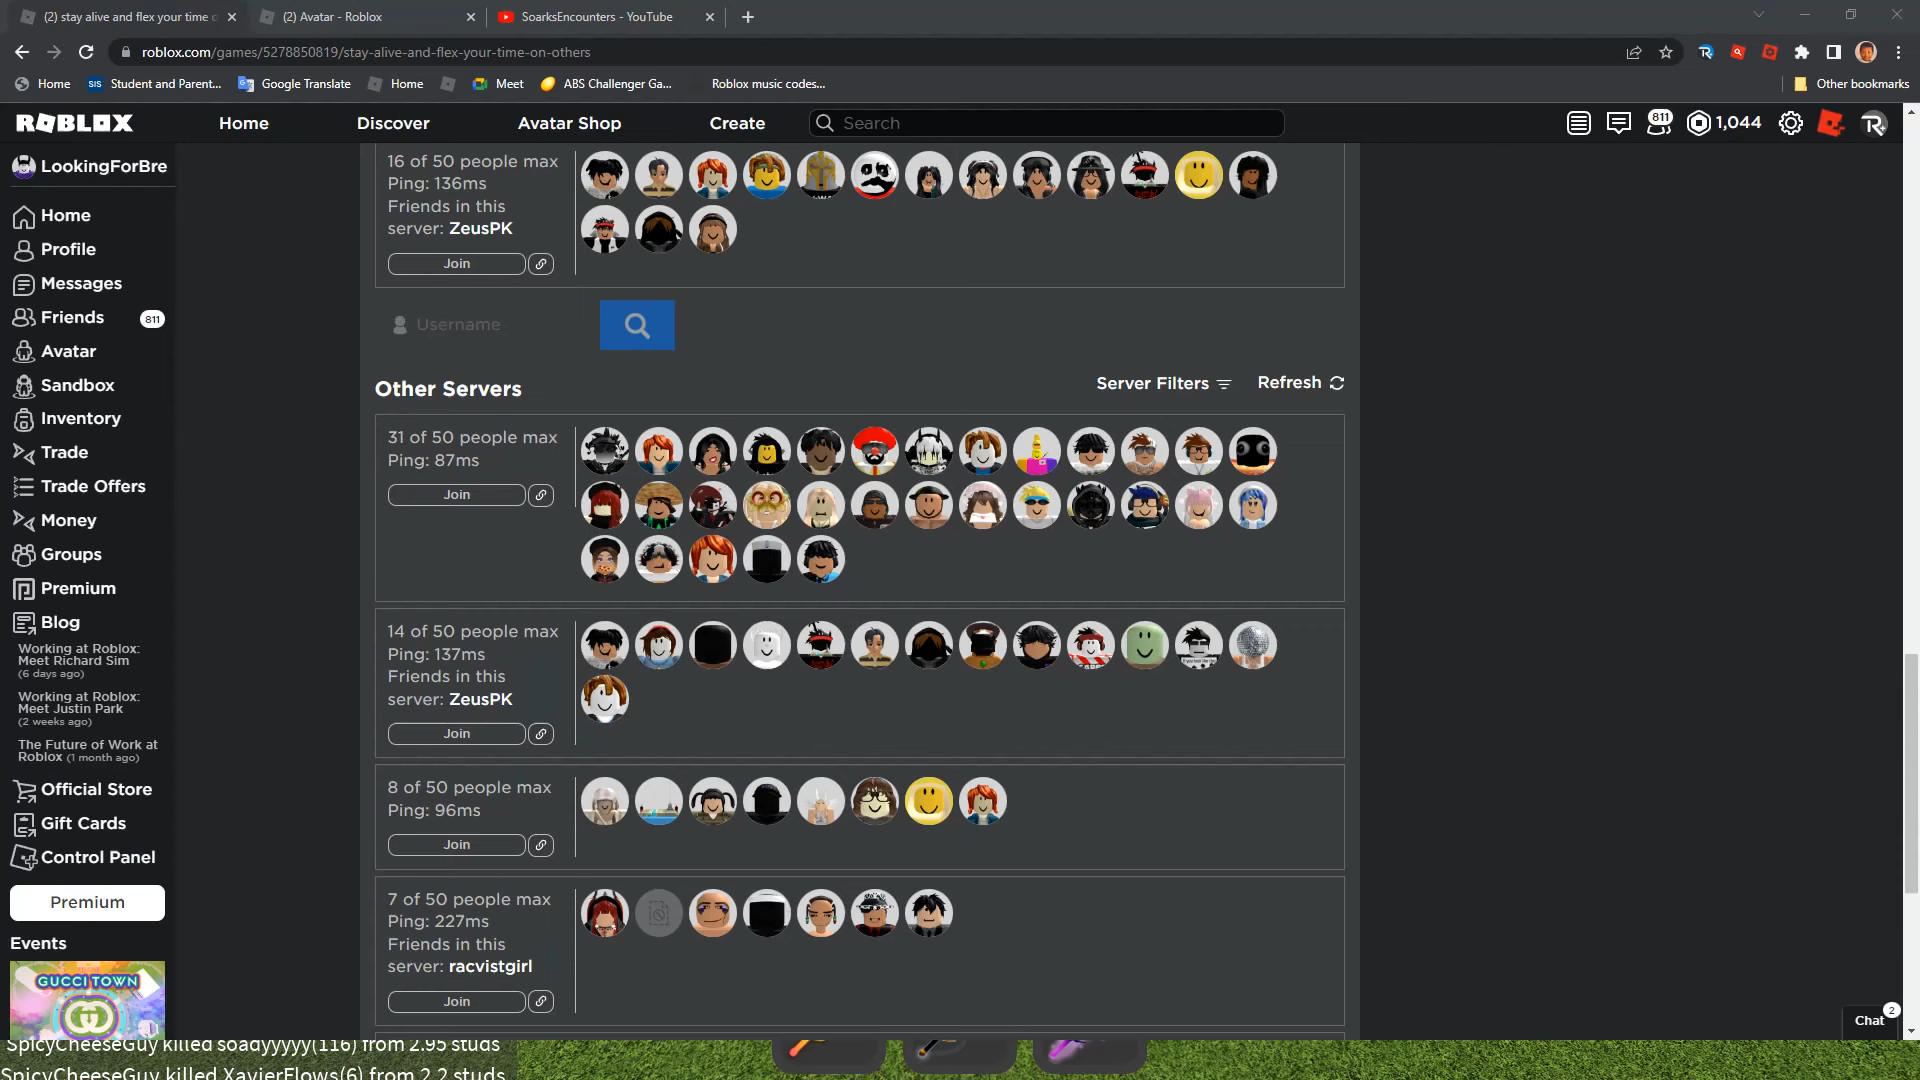 (2) stay alive and flex your time o
(2) Avatar - Roblox
SoarksEncounters - YouTube
roblox.com/games/5278850819/stay-alive-and-flex-your-time-on-others
Home
SIS Student and Parent...
Google Translate
Home
Meet
ABS Challenger Ga...
Roblox music codes...
Other bookmarks
ROBLOX
Home
Discover
Avatar Shop
Create
Search
811
1,044
LookingForBre
Home
Profile
Messages
Friends 811
Avatar
Sandbox
Inventory
Trade
Trade Offers
Money
Groups
Premium
Blog
Working at Roblox:
Meet Richard Sim
(6 days ago)
Working at Roblox:
Meet Justin Park
(2 weeks ago)
The Future of Work at
Roblox (1 month ago)
Official Store
Gift Cards
Control Panel
Premium
Events
GUCCI TOWN
16 of 50 people max
Ping: 136ms
Friends in this
server: ZeusPK
Join
Username
Other Servers
Server Filters
Refresh
31 of 50 people max
Ping: 87ms
Join
14 of 50 people max
Ping: 137ms
Friends in this
server: ZeusPK
Join
8 of 50 people max
Ping: 96ms
Join
7 of 50 people max
Ping: 227ms
Friends in this
server: racvistgirl
Join
Chat 2
SpicyCheeseGuy killed soadyyyyy(116) from 2.95 studs
SpicyCheeseGuy killed XavierFlows(6) from 2.2 studs